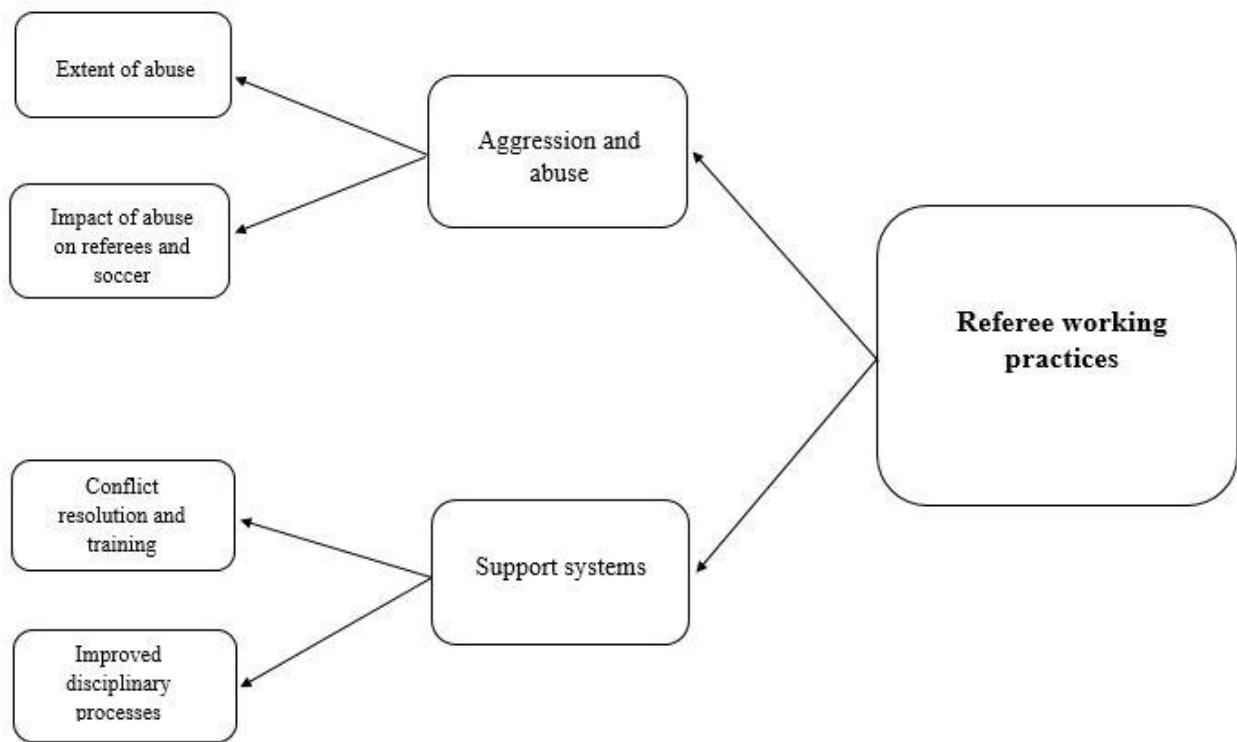 Extent of abuse
Aggression and
abuse
Impact of abuse
on referees and
soccer
Referee working
practices
Conflict
resolution and
training
Support systems
Improved
disciplinary
processes